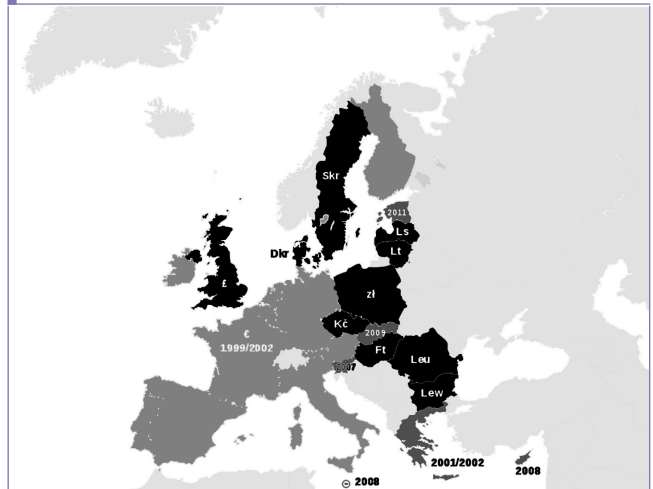 Skr
2011
Ls
Lt
Dkr
£
zł
Kč
2009
€
1999/2002
Ft
Leu
2007
Lew
2001/2002
2008
2008